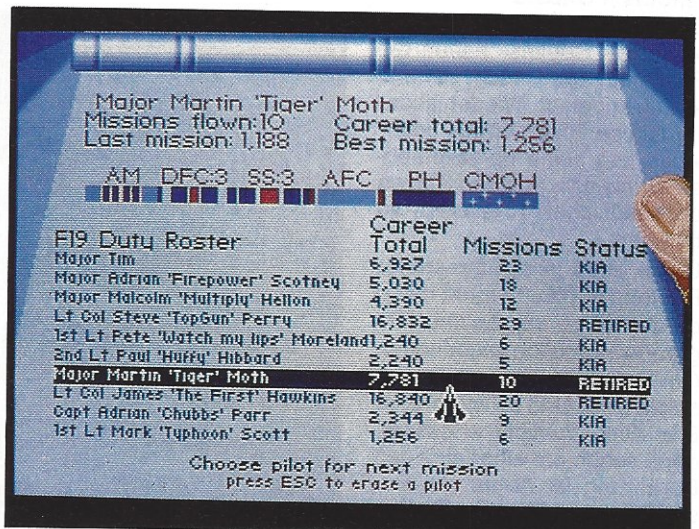 Major Martin 'Tiger' Moth
Missions flown:10 Career total: 7,781
Last mission: 1,188 Best mission: 1,256
AM DFC:3 SS:3 AFC PH CMOH
F19 Duty Roster Career Total Missions Status
Major Tim 6,927 23 KIA
Major Adrian 'Firepower' Scotney 5,030 18 KIA
Major Malcolm 'Multiply' Hellon 4,390 12 KIA
Lt Col Steve 'TopGun' Perry 16,832 29 RETIRED
1st Lt Pete 'Watch my lips' Moreland1,240 6 KIA
2nd Lt Paul 'Huffy' Hibbard 2,240 5 KIA
Major Martin 'Tiger' Moth 7,781 10 RETIRED
Lt Col James 'The First' Hawkins 16,840 20 RETIRED
Capt Adrian 'Chubbs' Parr 2,344 9 KIA
1st Lt Mark 'Typhoon' Scott 1,256 6 KIA
Choose pilot for next mission
press ESC to erase a pilot